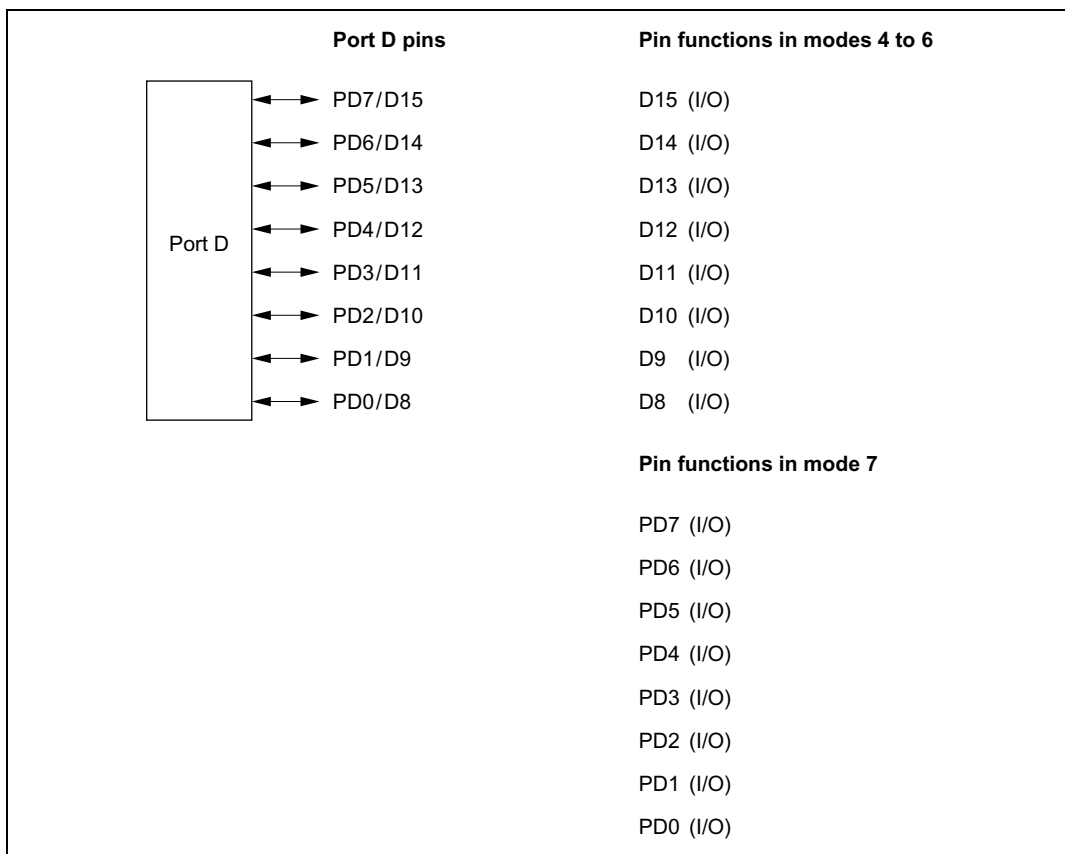 Port D pins Pin functions in modes 4 to 6
PD7/D15 D15 (I/O)
PD6/D14 D14 (I/O)
PD5/D13 D13 (I/O)
PD4/D12 D12 (I/O)
Port D
PD3/D11 D11 (I/O)
PD2/D10 D10 (I/O)
PD1/D9 D9 (I/O)
PD0/D8 D8 (I/O)
Pin functions in mode 7
PD7 (I/O)
PD6 (I/O)
PD5 (I/O)
PD4 (I/O)
PD3 (I/O)
PD2 (I/O)
PD1 (I/O)
PD0 (I/O)